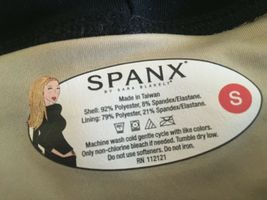 SPANX
BY SARA BLAKELY
Made in Taiwan
Shell: 92% Polyester, 8% Spandex/Elastane.
Lining: 79% Polyester, 21% Spandex/Elastane.
S
Machine wash cold gentle cycle with like colors.
Only non-chlorine bleach if needed. Tumble dry low.
Do not use softeners. Do not iron.
RN 112121